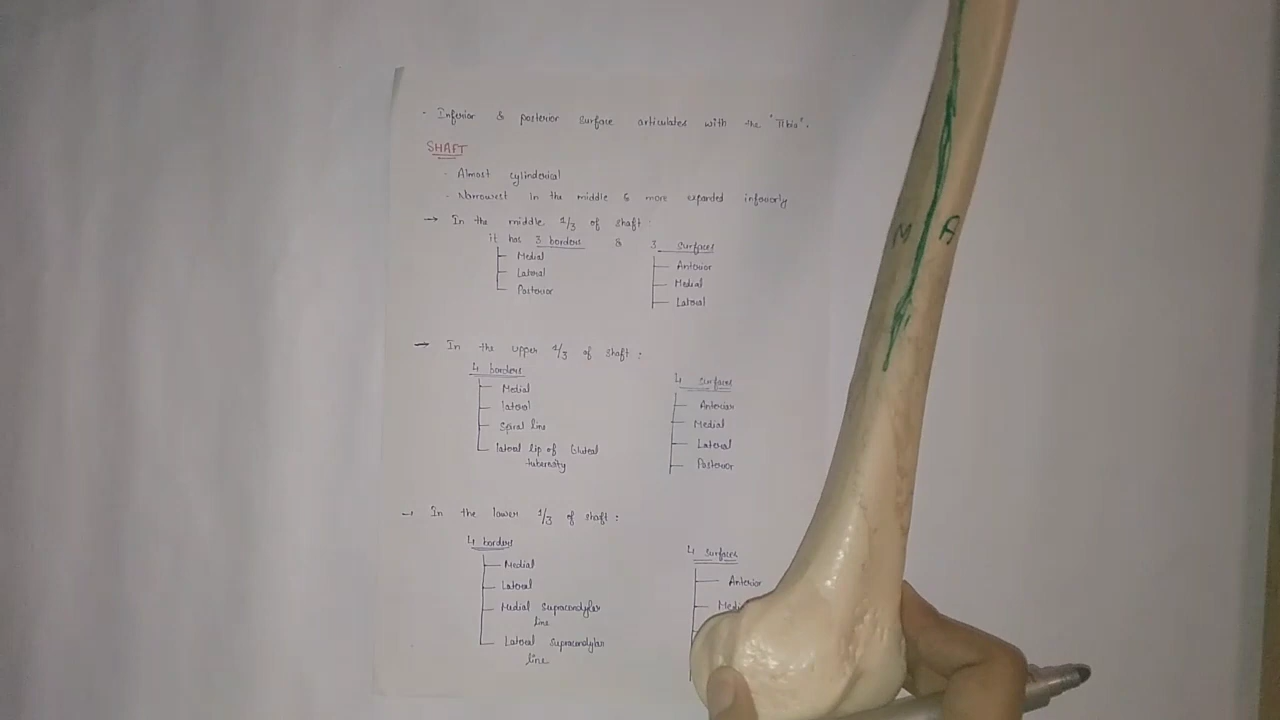 · Inferior & posterior surface articulates with the "Tibia".
SHAFT
· Almost cylinderical
· Narrowest in the middle & more expanded inferiorly
→ In the middle 1/3 of shaft
it has 3 borders & 3 surfaces
Medial
Lateral
Posterior
Anterior
Medial
Lateral
→ In the upper 1/3 of shaft :
4 borders
Medial
lateral
Spiral line
lateral lip of Gluteal
tuberosity
4 surfaces
Anterior
Medial
Lateral
Posterior
→ In the lower 1/3 of shaft :
4 borders
Medial
Lateral
Medial Supracondylar
line
Lateral Supracondylar
line
4 surfaces
Anterior
M A